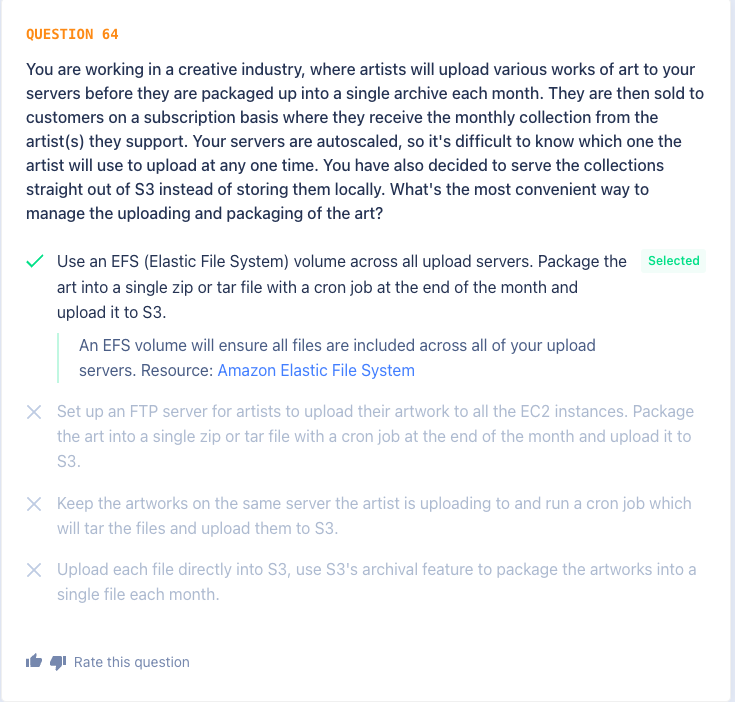 QUESTION 64
You are working in a creative industry, where artists will upload various works of art to your
servers before they are packaged up into a single archive each month. They are then sold to
customers on a subscription basis where they receive the monthly collection from the
artist(s) they support. Your servers are autoscaled, so it's difficult to know which one the
artist will use to upload at any one time. You have also decided to serve the collections
straight out of S3 instead of storing them locally. What's the most convenient way to
manage the uploading and packaging of the art?
Use an EFS (Elastic File System) volume across all upload servers. Package the
Selected
art into a single zip or tar file with a cron job at the end of the month and
upload it to S3.
An EFS volume will ensure all files are included across all of your upload
servers. Resource: Amazon Elastic File System
Set up an FTP server for artists to upload their artwork to all the EC2 instances. Package
the art into a single zip or tar file with a cron job at the end of the month and upload it to
S3.
Keep the artworks on the same server the artist is uploading to and run a cron job which
will tar the files and upload them to S3.
Upload each file directly into S3, use S3's archival feature to package the artworks into a
single file each month.
Rate this question